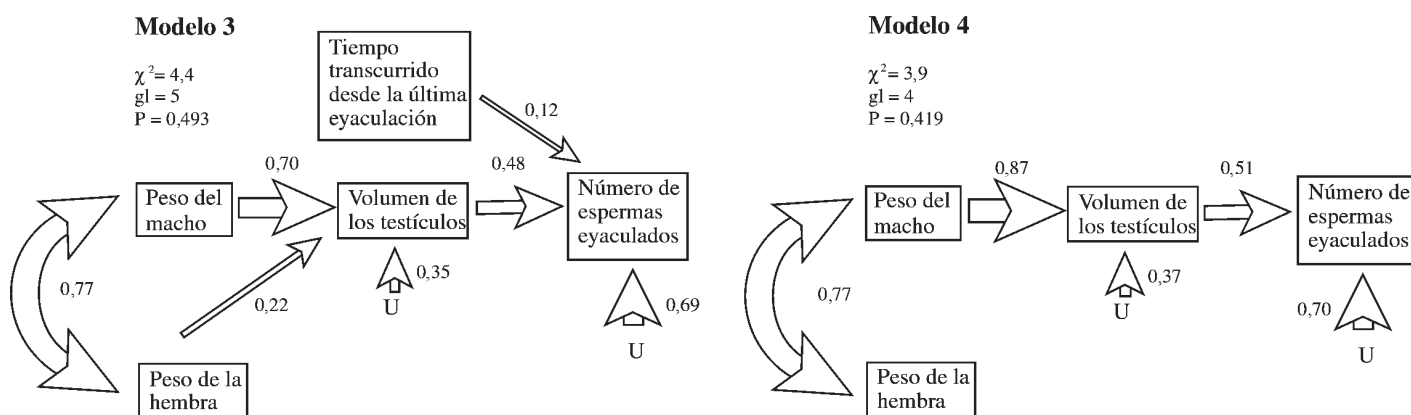 Modelo 3
χ²= 4,4
gl = 5
P = 0,493
Tiempo
transcurrido
desde la última
eyaculación
0,12
0,70
0,48
Peso del
macho
Volumen de
los testículos
Número de
espermas
eyaculados
0,77
0,22
0,35
U
0,69
U
Peso de la
hembra
Modelo 4
χ²= 3,9
gl = 4
P = 0,419
0,87
0,51
Peso del
macho
Volumen de
los testículos
Número de
espermas
eyaculados
0,77
0,37
U
0,70
U
Peso de la
hembra